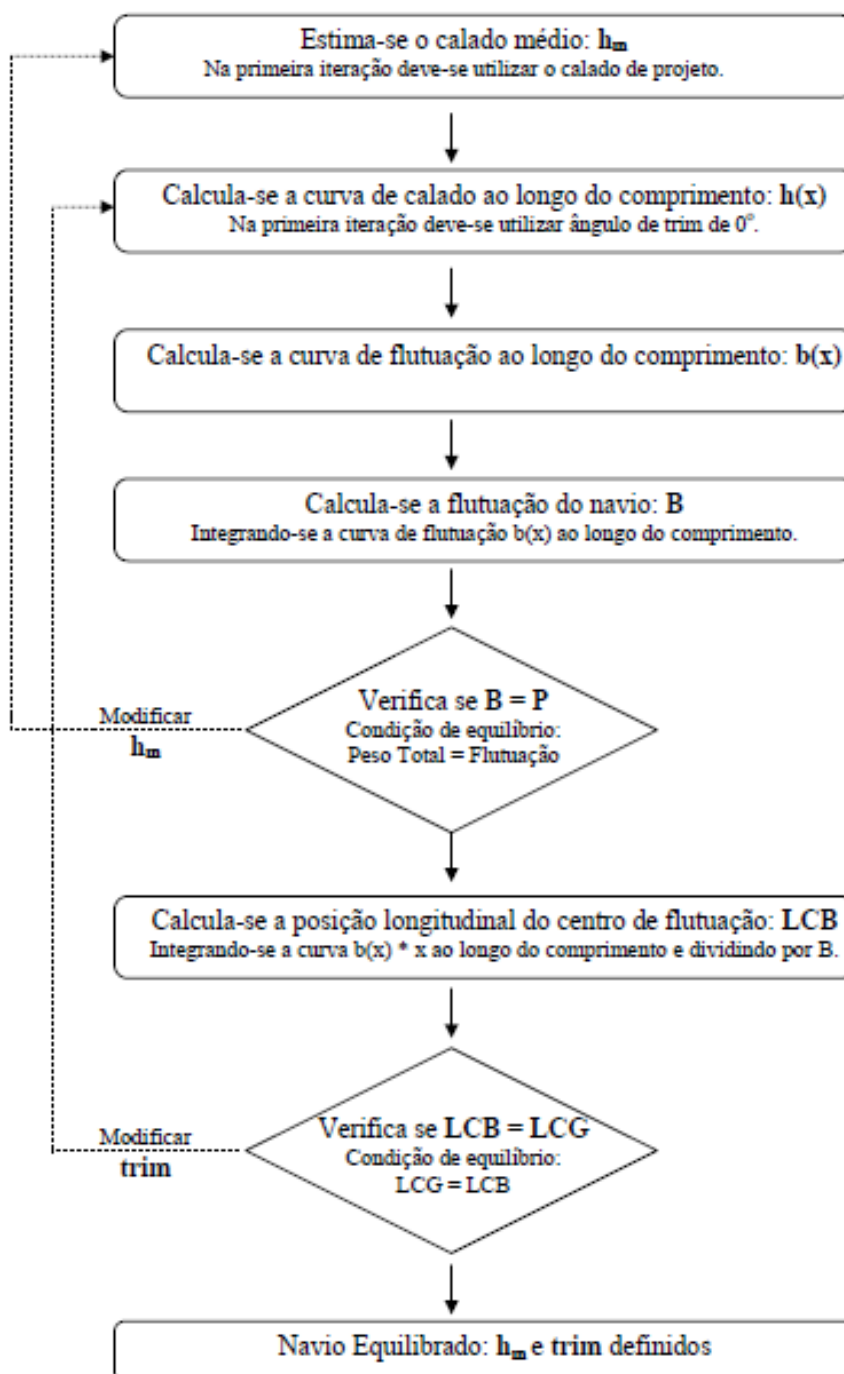 Estima-se o calado médio: hm
Na primeira iteração deve-se utilizar o calado de projeto.
Calcula-se a curva de calado ao longo do comprimento: h(x)
Na primeira iteração deve-se utilizar ângulo de trim de 0°.
Calcula-se a curva de flutuação ao longo do comprimento: b(x)
Calcula-se a flutuação do navio: B
Integrando-se a curva de flutuação b(x) ao longo do comprimento.
Verifica se B = P
Condição de equilíbrio:
Peso Total = Flutuação
Modificar
hm
Calcula-se a posição longitudinal do centro de flutuação: LCB
Integrando-se a curva b(x) * x ao longo do comprimento e dividindo por B.
Verifica se LCB = LCG
Condição de equilíbrio:
LCG = LCB
Modificar
trim
Navio Equilibrado: hm e trim definidos